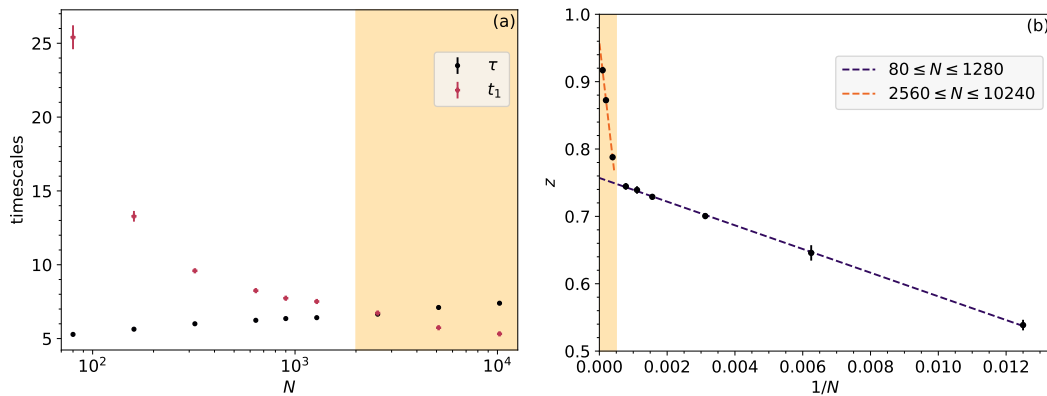 (a)
τ
t₁
timescales
25
20
15
10
5
10²
10³
10⁴
N
(b)
80 ≤ N ≤ 1280
2560 ≤ N ≤ 10240
z
1.0
0.9
0.8
0.7
0.6
0.5
0.000 0.002 0.004 0.006 0.008 0.010 0.012
1/N